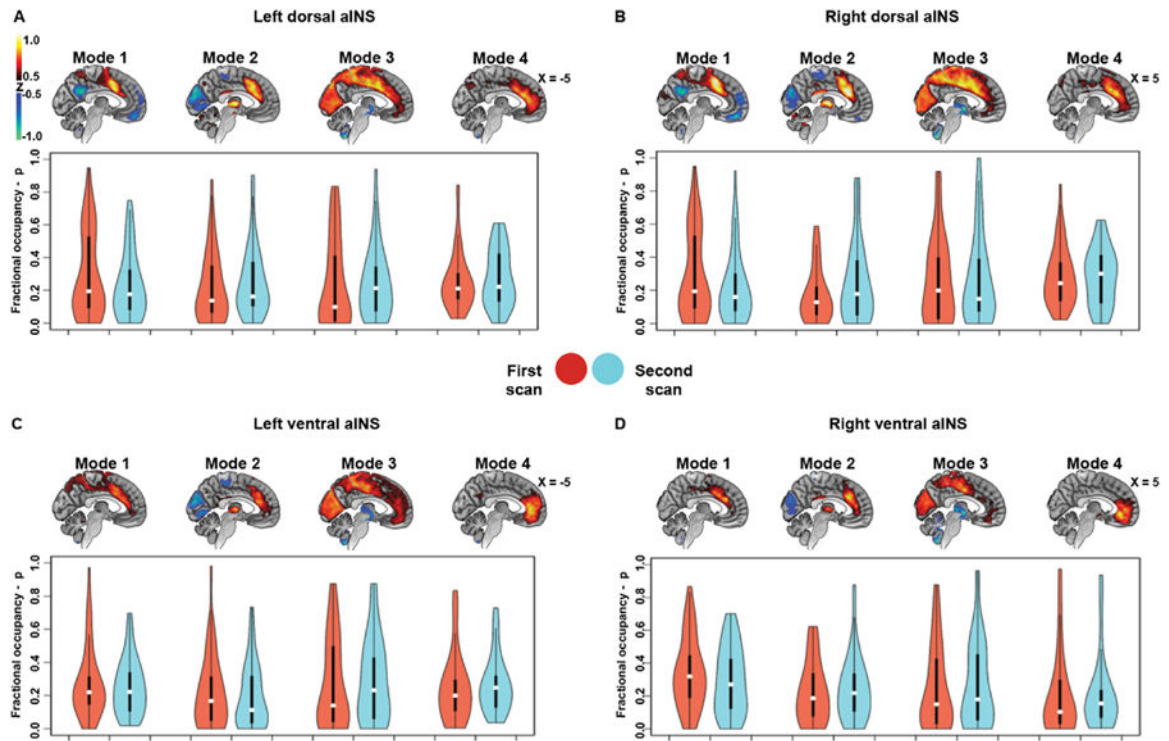 A Left dorsal aINS
Mode 1 Mode 2 Mode 3 Mode 4
1.0
0.5
Z
-0.5
-1.0
X = -5
Fractional occupancy - p
1.0
0.8
0.6
0.4
0.2
0.0
B Right dorsal aINS
Mode 1 Mode 2 Mode 3 Mode 4
X = 5
Fractional occupancy - p
1.0
0.8
0.6
0.4
0.2
0.0
First Second
scan scan
C Left ventral aINS
Mode 1 Mode 2 Mode 3 Mode 4
X = -5
Fractional occupancy - p
1.0
0.8
0.6
0.4
0.2
0.0
D Right ventral aINS
Mode 1 Mode 2 Mode 3 Mode 4
X = 5
Fractional occupancy - p
1.0
0.8
0.6
0.4
0.2
0.0